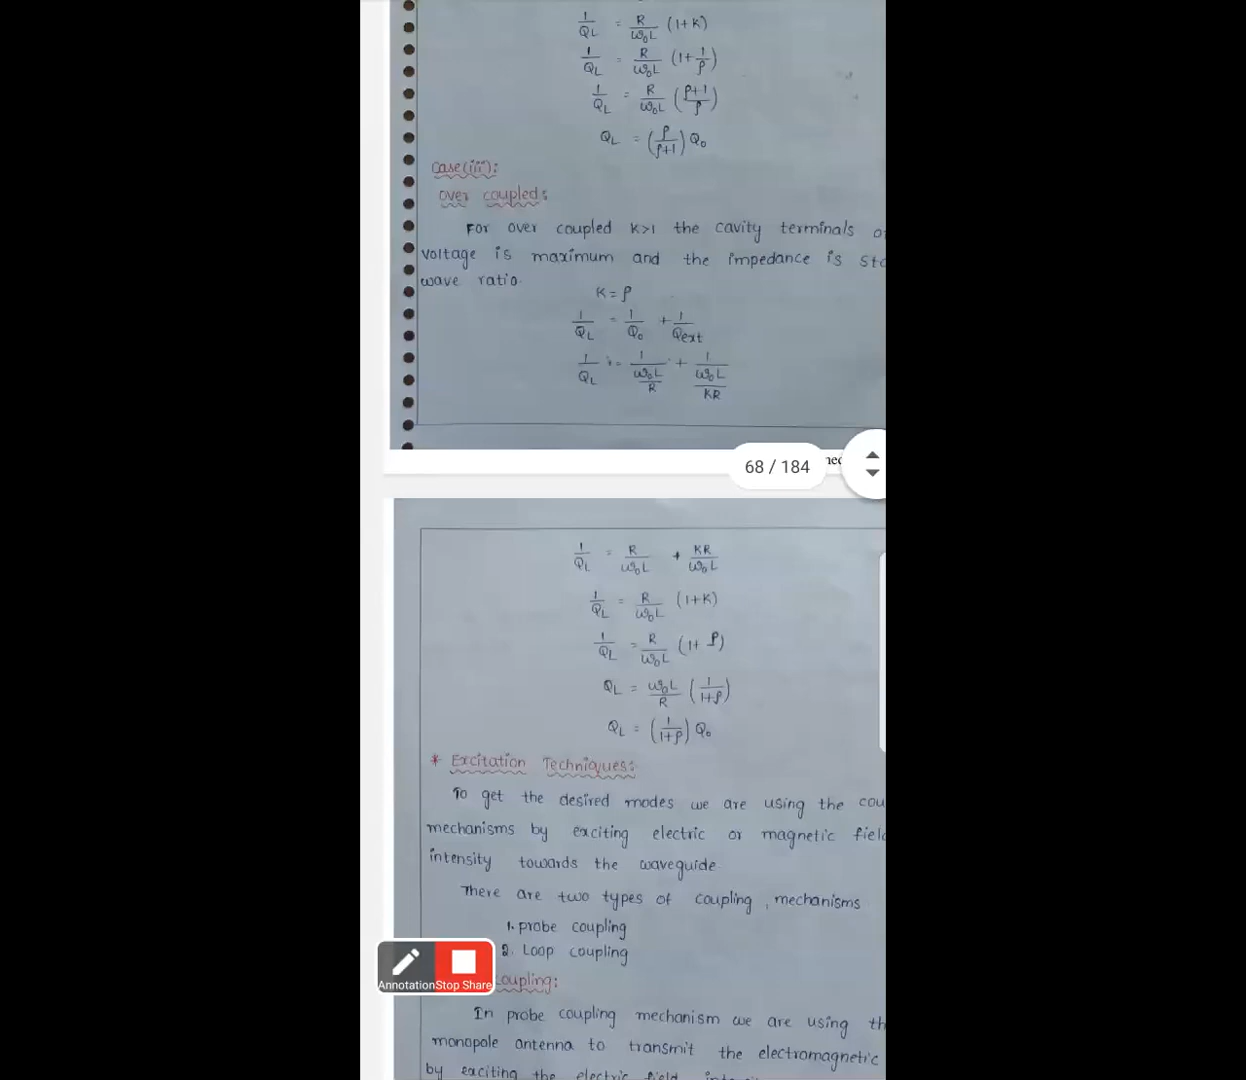 1/QL = R/ω₀L (1+K)
1/QL = R/ω₀L (1+1/ρ)
1/QL = R/ω₀L (ρ+1/ρ)
QL = (ρ/ρ+1) Q₀
Case(iii):
over coupled:
For over coupled K>1 the cavity terminals
voltage is maximum and the impedance is
wave ratio.
K = ρ
1/QL = 1/Q₀ + 1/Qext
1/QL = 1/(ω₀L/R) + 1/(ω₀L/KR)
68 / 184
1/QL = R/ω₀L + KR/ω₀L
1/QL = R/ω₀L (1+K)
1/QL = R/ω₀L (1+ρ)
QL = ω₀L/R (1/1+ρ)
QL = (1/1+ρ) Q₀
* Excitation Techniques:
To get the desired modes we are using the
mechanisms by exciting electric or magnetic
intensity towards the waveguide
There are two types of coupling mechanisms
1. probe coupling
2. Loop coupling
coupling:
In probe coupling mechanism we are using
monopole antenna to transmit the electromagnetic
by exciting the electric field
Annotation Stop Share